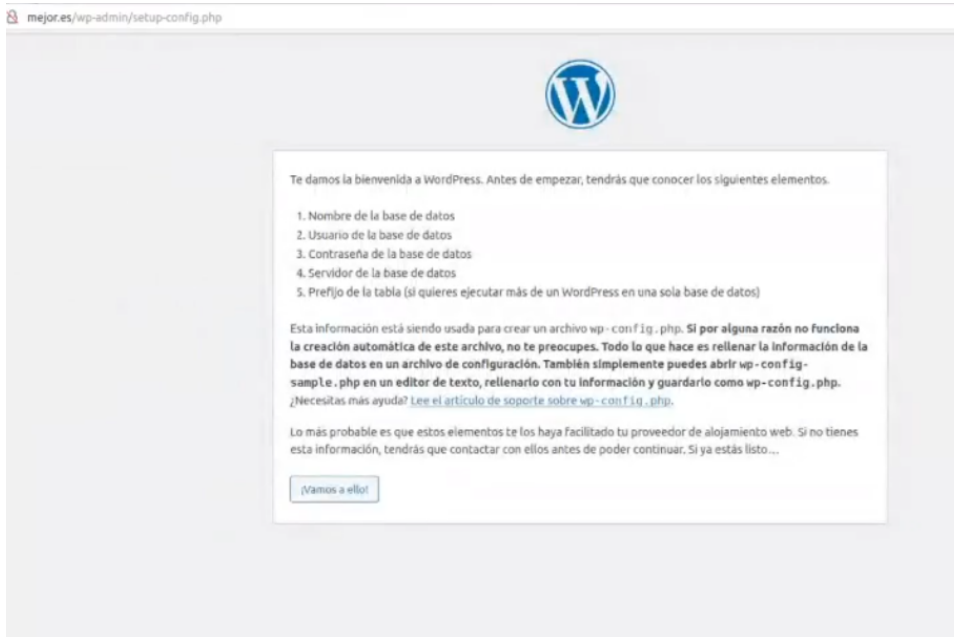 mejor.es/wp-admin/setup-config.php
Te damos la bienvenida a WordPress. Antes de empezar, tendrás que conocer los siguientes elementos.
1. Nombre de la base de datos
2. Usuario de la base de datos
3. Contraseña de la base de datos
4. Servidor de la base de datos
5. Prefijo de la tabla (si quieres ejecutar más de un WordPress en una sola base de datos)
Esta información está siendo usada para crear un archivo wp-config.php. Si por alguna razón no funciona
la creación automática de este archivo, no te preocupes. Todo lo que hace es rellenar la información de la
base de datos en un archivo de configuración. También simplemente puedes abrir wp-config-
sample.php en un editor de texto, rellenarlo con tu información y guardarlo como wp-config.php.
¿Necesitas más ayuda? Lee el artículo de soporte sobre wp-config.php.
Lo más probable es que estos elementos te los haya facilitado tu proveedor de alojamiento web. Si no tienes
esta información, tendrás que contactar con ellos antes de poder continuar. Si ya estás listo…
¡Vamos a ello!